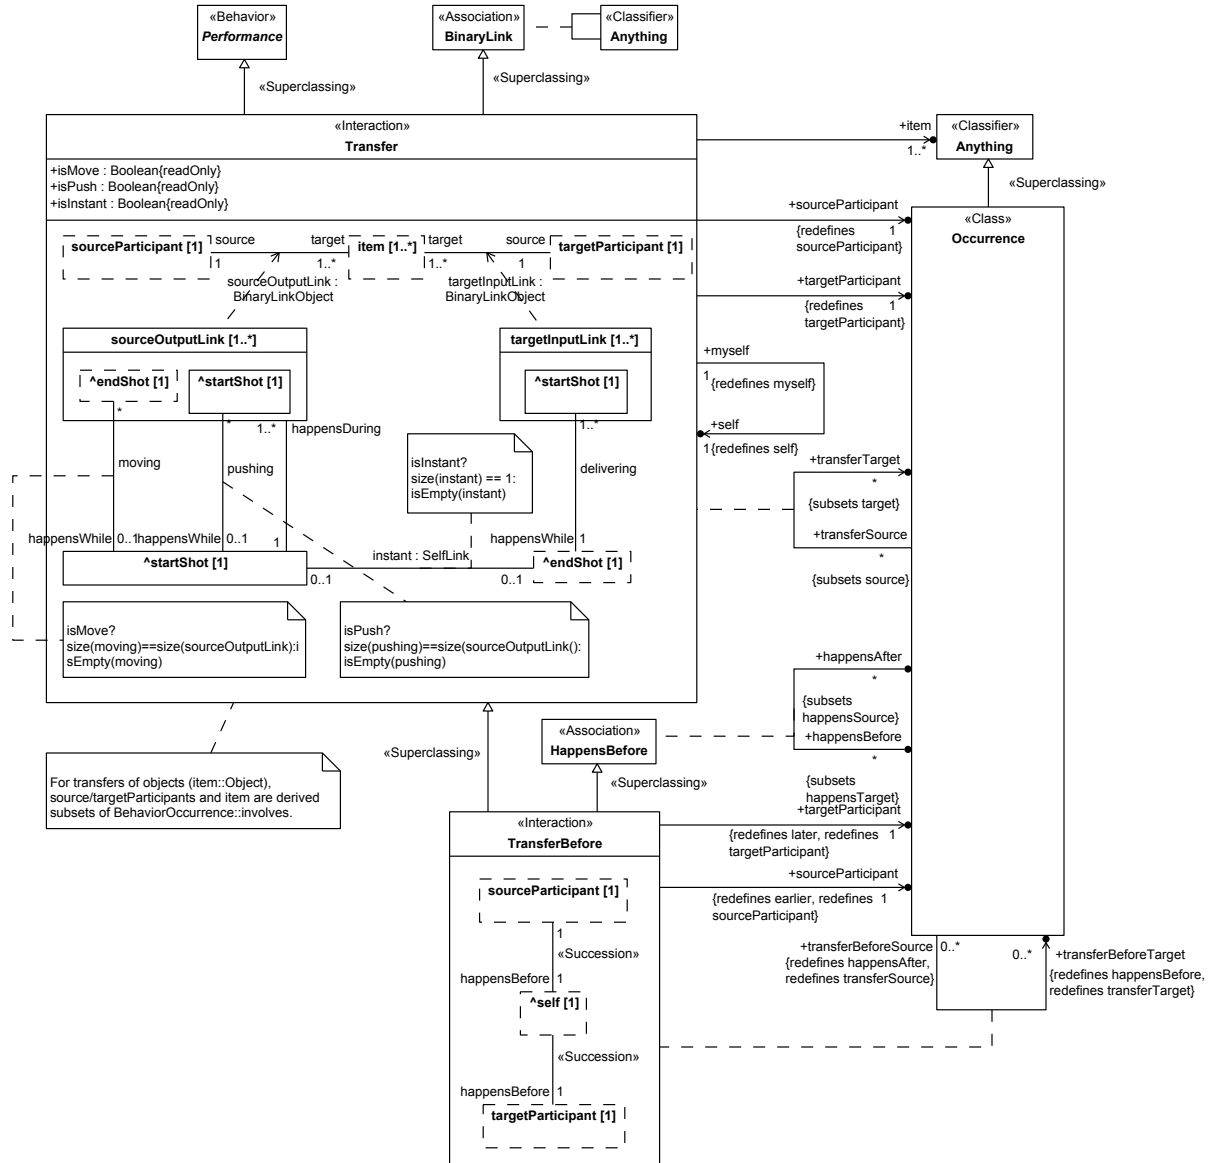 «Behavior»
Performance
«Association»
BinaryLink
«Classifier»
Anything
«Superclassing»
«Superclassing»
«Interaction»
Transfer
+isMove : Boolean{readOnly}
+isPush : Boolean{readOnly}
+isInstant : Boolean{readOnly}
+item
1..*
«Classifier»
Anything
«Superclassing»
+sourceParticipant
{redefines 1
sourceParticipant}
«Class»
Occurrence
sourceParticipant [1]
source
target
1
1..*
item [1..*]
target
source
1..*
1
targetParticipant [1]
sourceOutputLink :
BinaryLinkObject
targetInputLink :
BinaryLinkObject
+targetParticipant
{redefines 1
targetParticipant}
sourceOutputLink [1..*]
^endShot [1]
*
^startShot [1]
*
1..*
happensDuring
targetInputLink [1..*]
^startShot [1]
1..*
+myself
1
{redefines myself}
+self
1{redefines self}
moving
pushing
isInstant?
size(instant) == 1:
isEmpty(instant)
delivering
+transferTarget
*
{subsets target}
+transferSource
*
{subsets source}
happensWhile 0..1
happensWhile 0..1
1
happensWhile 1
^startShot [1]
instant : SelfLink
0..1
0..1
^endShot [1]
isMove?
size(moving)==size(sourceOutputLink):i
sEmpty(moving)
isPush?
size(pushing)==size(sourceOutputLink():
isEmpty(pushing)
+happensAfter
*
{subsets
happensSource}
+happensBefore
*
{subsets
happensTarget}
«Superclassing»
«Association»
HappensBefore
«Superclassing»
For transfers of objects (item::Object),
source/targetParticipants and item are derived
subsets of BehaviorOccurrence::involves.
«Interaction»
TransferBefore
+targetParticipant
{redefines later, redefines 1
targetParticipant}
+sourceParticipant
{redefines earlier, redefines 1
sourceParticipant}
sourceParticipant [1]
1
«Succession»
happensBefore 1
^self [1]
«Succession»
happensBefore 1
targetParticipant [1]
+transferBeforeSource
0..*
{redefines happensAfter,
redefines transferSource}
0..*
+transferBeforeTarget
{redefines happensBefore,
redefines transferTarget}